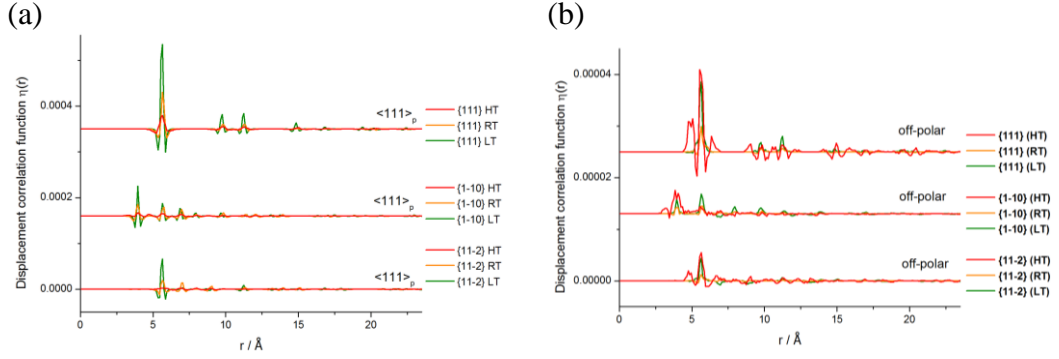 (a)
Displacement correlation function η(r)
0.0004
0.0002
0.0000
<111>p
{111} HT
{111} RT
{111} LT
<111>p
{1-10} HT
{1-10} RT
{1-10} LT
<111>p
{11-2} HT
{11-2} RT
{11-2} LT
0 5 10 15 20
r / Å
(b)
Displacement correlation function η(r)
0.00004
0.00002
0.00000
off-polar
{111} (HT)
{111} (RT)
{111} (LT)
off-polar
{1-10} (HT)
{1-10} (RT)
{1-10} (LT)
off-polar
{11-2} (HT)
{11-2} (RT)
{11-2} (LT)
0 5 10 15 20
r / Å